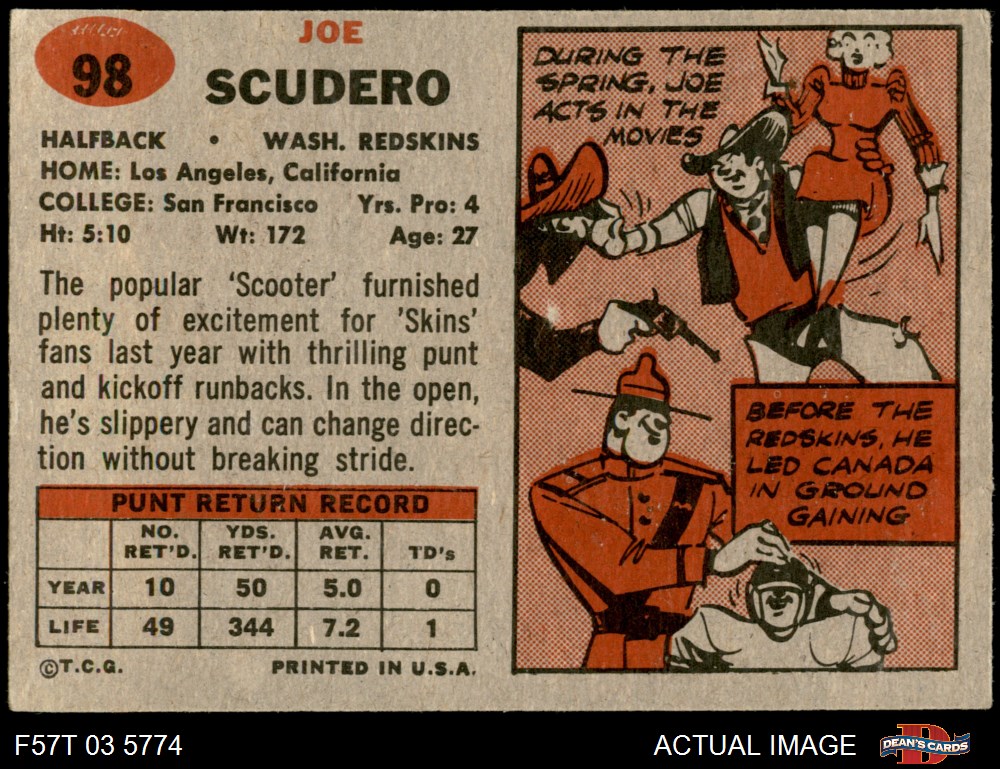 98
JOE
SCUDERO
HALFBACK • WASH. REDSKINS
HOME: Los Angeles, California
COLLEGE: San Francisco Yrs. Pro: 4
Ht: 5:10 Wt: 172 Age: 27
The popular 'Scooter' furnished
plenty of excitement for 'Skins'
fans last year with thrilling punt
and kickoff runbacks. In the open,
he's slippery and can change direc-
tion without breaking stride.
PUNT RETURN RECORD
NO. RET'D. YDS. RET'D. AVG. RET. TD's
YEAR 10 50 5.0 0
LIFE 49 344 7.2 1
©T.C.G. PRINTED IN U.S.A.
DURING THE
SPRING, JOE
ACTS IN THE
MOVIES
BEFORE THE
REDSKINS, HE
LED CANADA
IN GROUND
GAINING
F57T 03 5774
ACTUAL IMAGE
DEAN'S CARDS